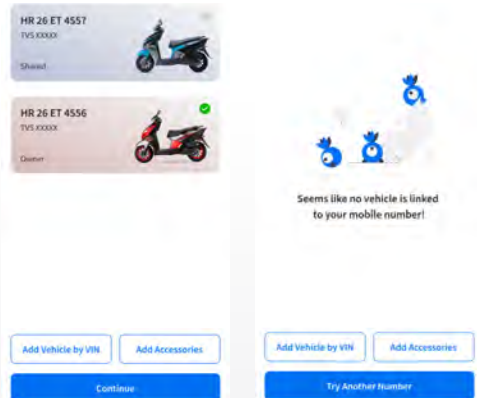 HR 26 ET 4557
TVS XXXXX
Shared
HR 26 ET 4556
TVS XXXXX
Owner
Add Vehicle by VIN
Add Accessories
Continue
Seems like no vehicle is linked
to your mobile number!
Add Vehicle by VIN
Add Accessories
Try Another Number